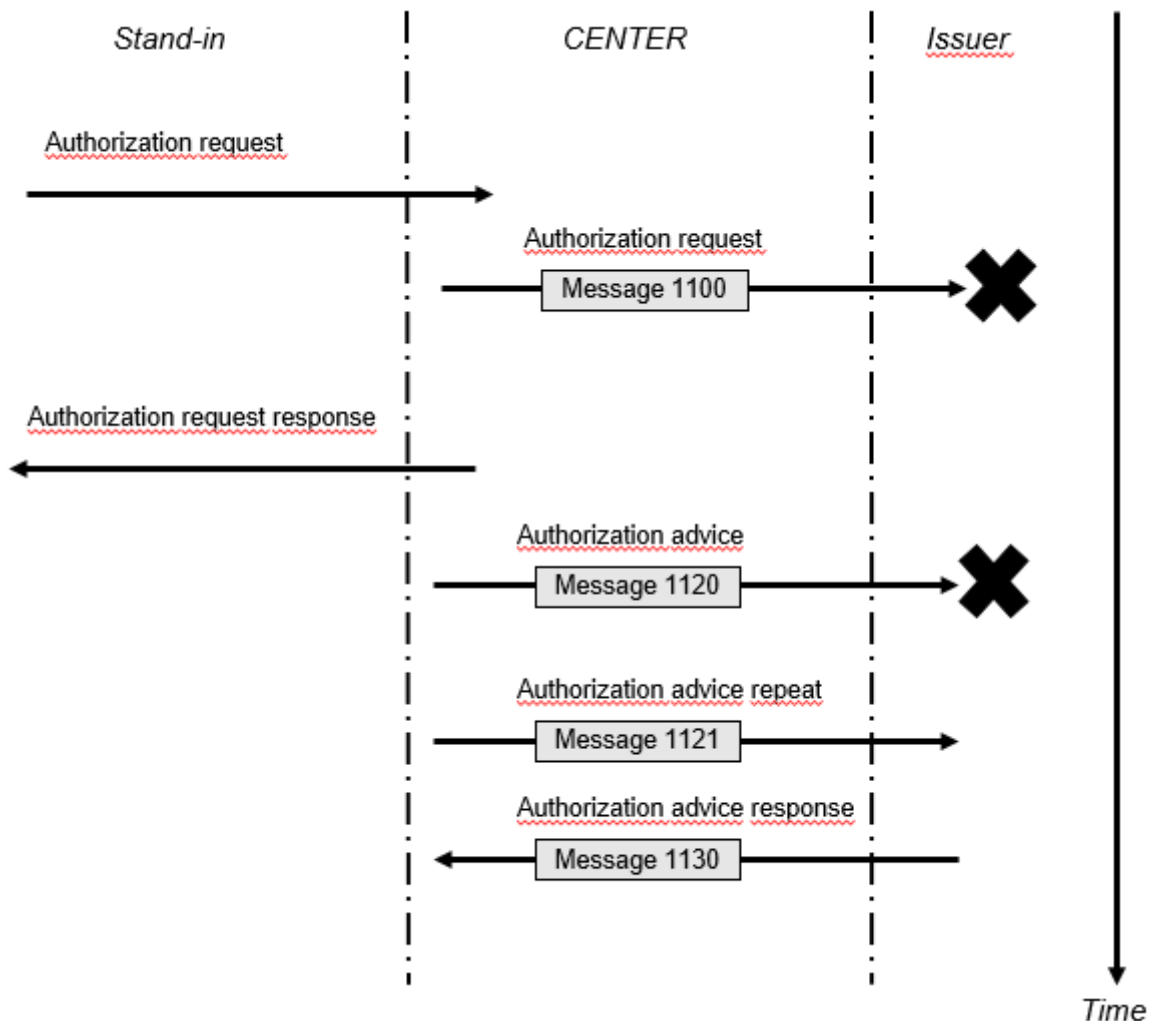 Stand-in
CENTER
Issuer
Authorization request
Authorization request
Message 1100
Authorization request response
Authorization advice
Message 1120
Authorization advice repeat
Message 1121
Authorization advice response
Message 1130
Time